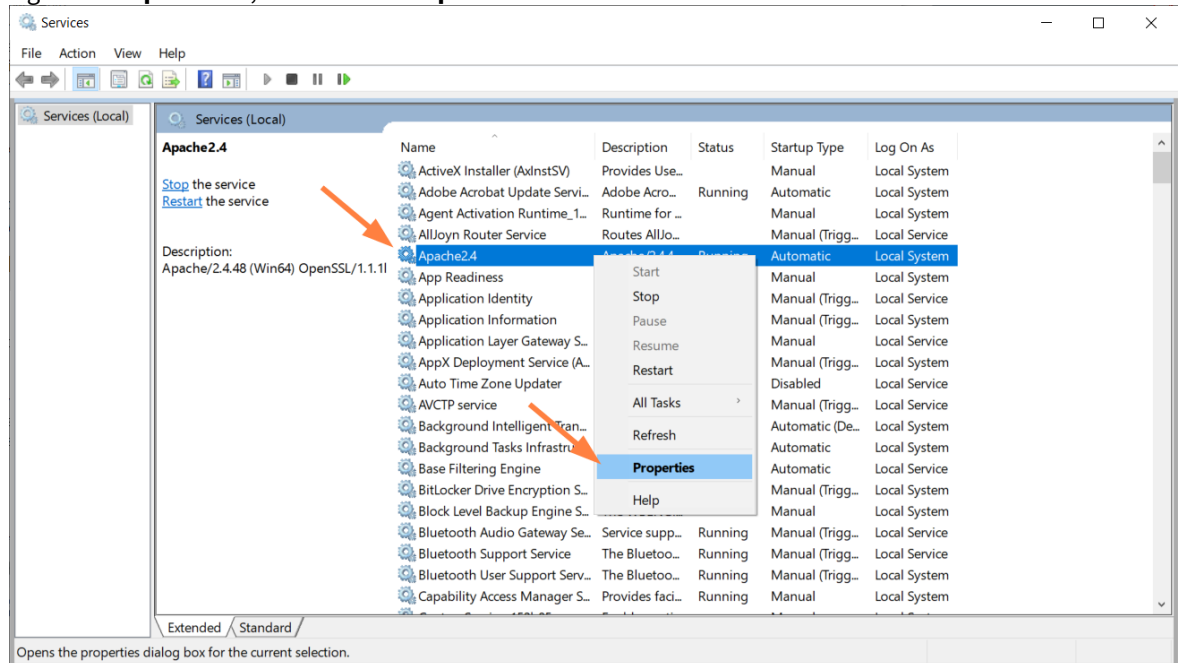 Services
File Action View Help
Services (Local)
Services (Local)
Apache2.4
Stop the service
Restart the service
Description:
Apache/2.4.48 (Win64) OpenSSL/1.1.1l
Name Description Status Startup Type Log On As
ActiveX Installer (AxInstSV) Provides Use... Manual Local System
Adobe Acrobat Update Servi... Adobe Acro... Running Automatic Local System
Agent Activation Runtime_1... Runtime for ... Manual Local System
AllJoyn Router Service Routes AllJo... Manual (Trigg... Local Service
Apache2.4 Running Automatic Local System
App Readiness Manual Local System
Application Identity Manual (Trigg... Local Service
Application Information Manual (Trigg... Local System
Application Layer Gateway S... Manual Local Service
AppX Deployment Service (A... Manual (Trigg... Local System
Auto Time Zone Updater Disabled Local Service
AVCTP service Manual (Trigg... Local Service
Background Intelligent Tran... Automatic (De... Local System
Background Tasks Infrastru Automatic Local System
Base Filtering Engine Automatic Local Service
BitLocker Drive Encryption S... Manual (Trigg... Local System
Block Level Backup Engine S... Manual Local System
Bluetooth Audio Gateway Se... Service supp... Running Manual (Trigg... Local Service
Bluetooth Support Service The Bluetoo... Running Manual (Trigg... Local Service
Bluetooth User Support Serv... The Bluetoo... Running Manual (Trigg... Local System
Capability Access Manager S... Provides faci... Running Manual Local System
Start
Stop
Pause
Resume
Restart
All Tasks
Refresh
Properties
Help
Extended Standard
Opens the properties dialog box for the current selection.